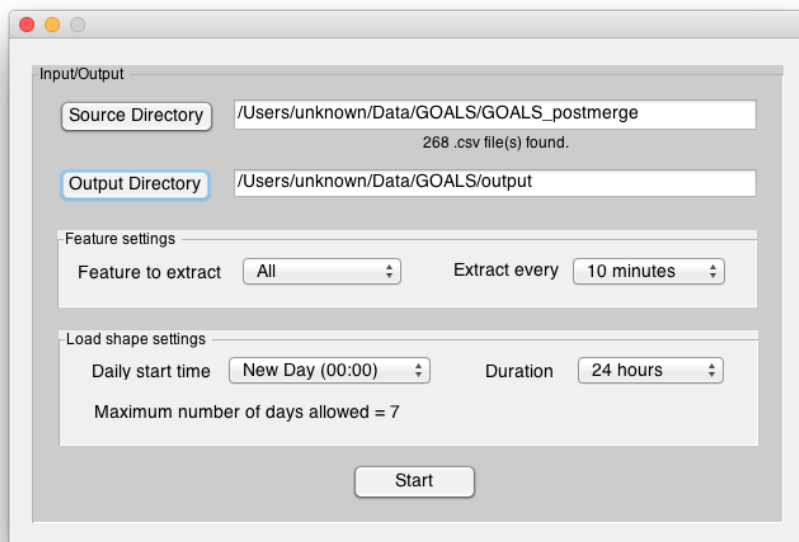 Input/Output
Source Directory /Users/unknown/Data/GOALS/GOALS_postmerge
268 .csv file(s) found.
Output Directory /Users/unknown/Data/GOALS/output
Feature settings
Feature to extract All Extract every 10 minutes
Load shape settings
Daily start time New Day (00:00) Duration 24 hours
Maximum number of days allowed = 7
Start